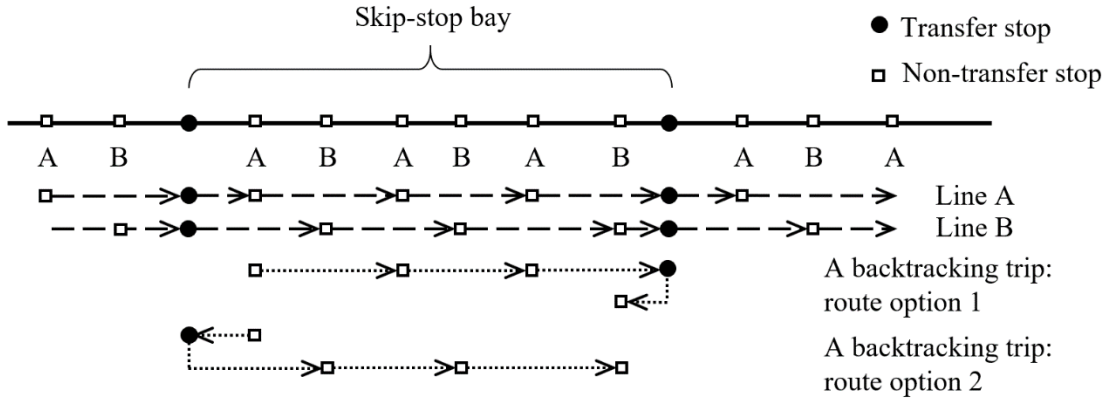 Skip-stop bay
Transfer stop
Non-transfer stop
A B A B A B A B A B A
Line A
Line B
A backtracking trip:
route option 1
A backtracking trip:
route option 2